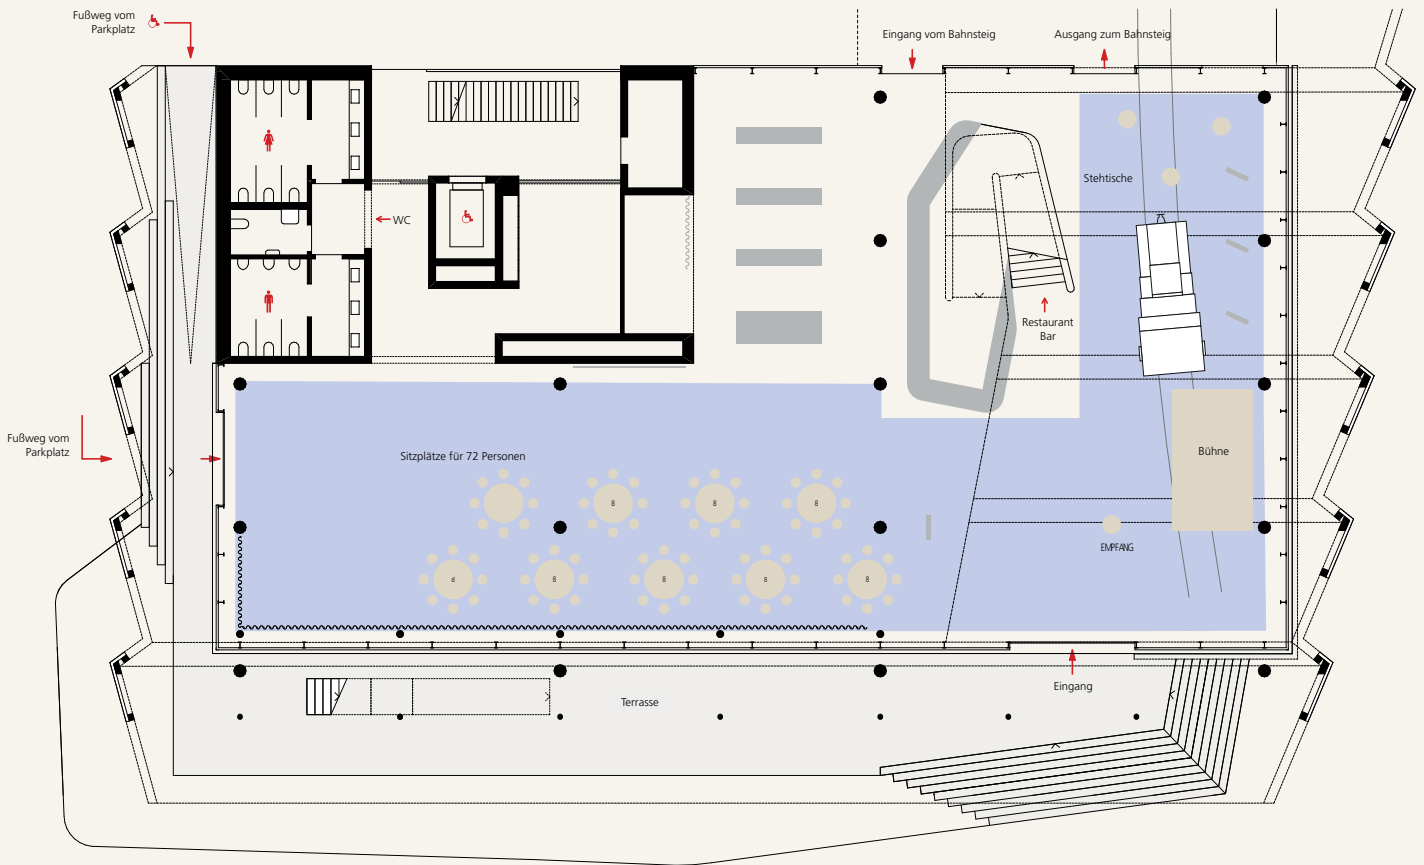 Fußweg vom
Parkplatz
Eingang vom Bahnsteig
Ausgang zum Bahnsteig
Stehtische
WC
Restaurant
Bar
Fußweg vom
Parkplatz
Sitzplätze für 72 Personen
Bühne
8
8
8
EMPFANG
8
8
8
8
8
Eingang
Terrasse